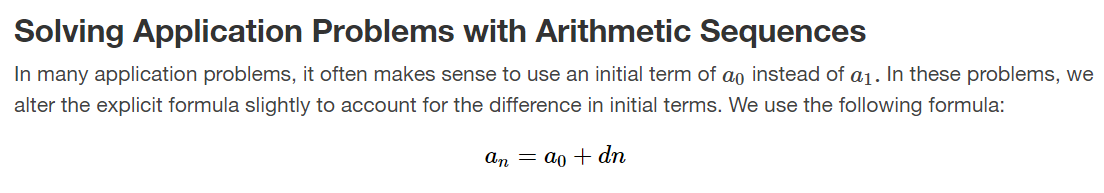 Solving Application Problems with Arithmetic Sequences
In many application problems, it often makes sense to use an initial term of a₀ instead of a₁. In these problems, we
alter the explicit formula slightly to account for the difference in initial terms. We use the following formula:
aₙ = a₀ + dn